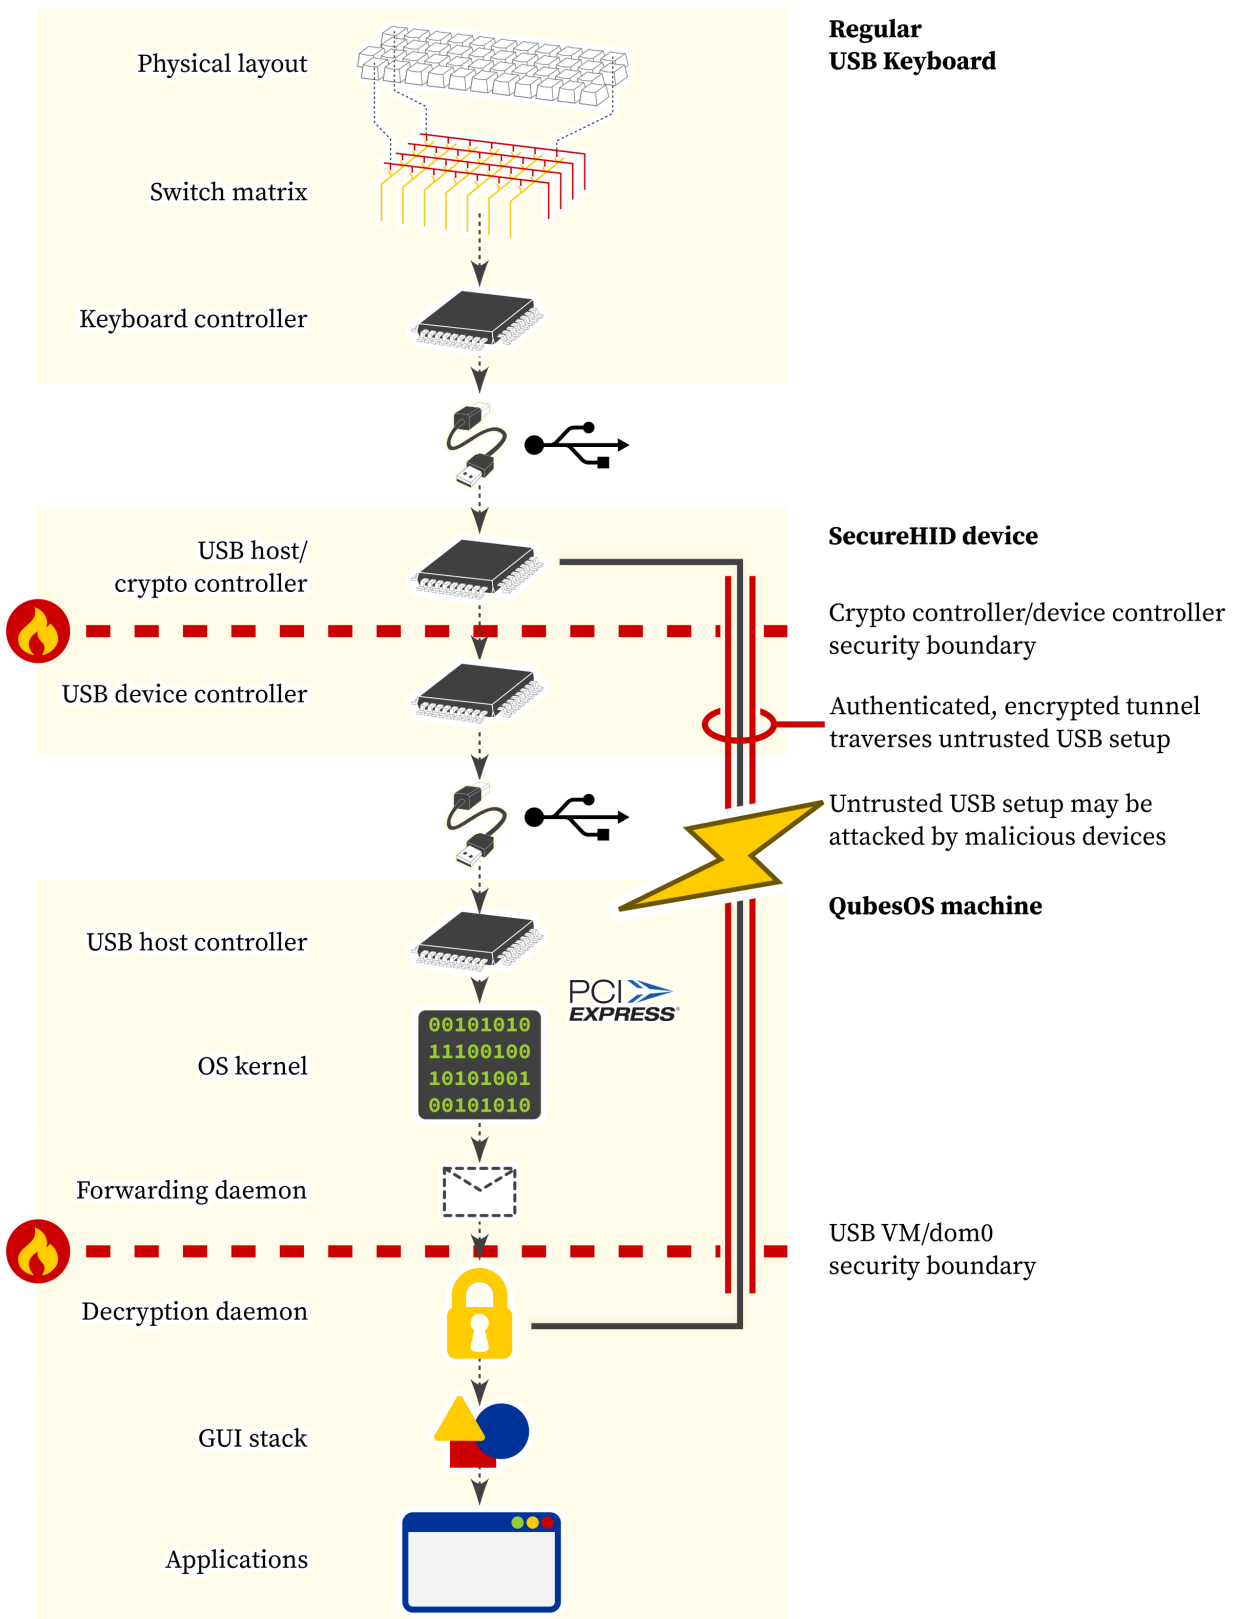 Regular
USB Keyboard
Physical layout
Switch matrix
Keyboard controller
SecureHID device
USB host/
crypto controller
Crypto controller/device controller
security boundary
USB device controller
Authenticated, encrypted tunnel
traverses untrusted USB setup
Untrusted USB setup may be
attacked by malicious devices
QubesOS machine
USB host controller
PCI
EXPRESS®
OS kernel
00101010
11100100
10101001
00101010
Forwarding daemon
USB VM/dom0
security boundary
Decryption daemon
GUI stack
Applications